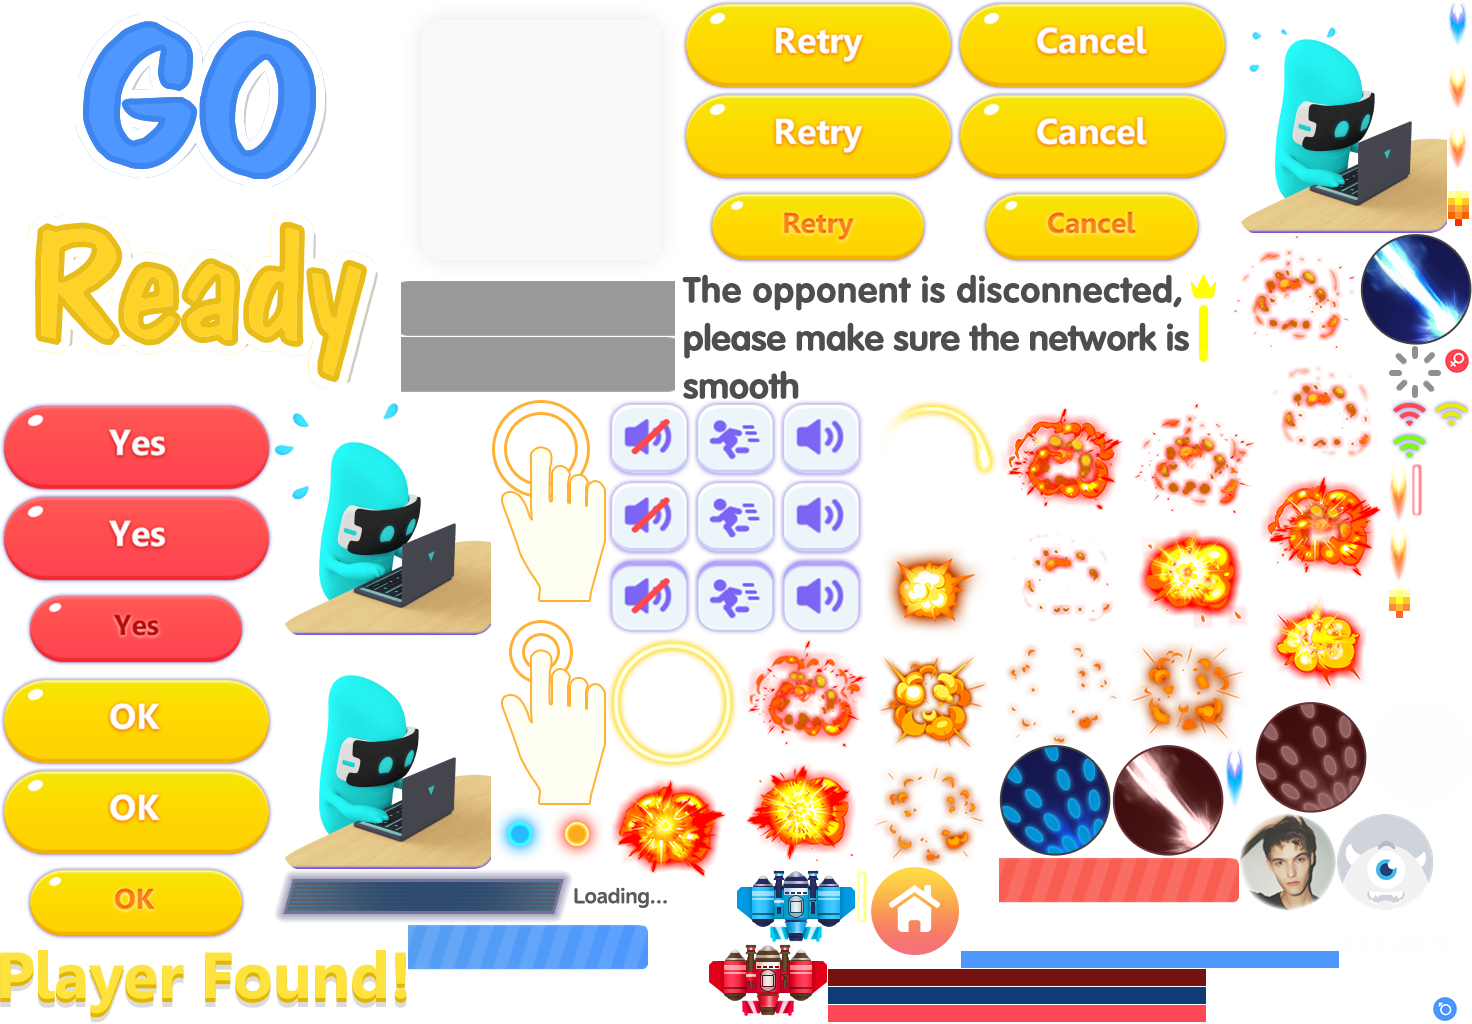 GO
Ready
Retry
Cancel
Retry
Cancel
Retry
Cancel
The opponent is disconnected,
please make sure the network is
smooth
Yes
Yes
Yes
OK
OK
OK
Loading...
Player Found!